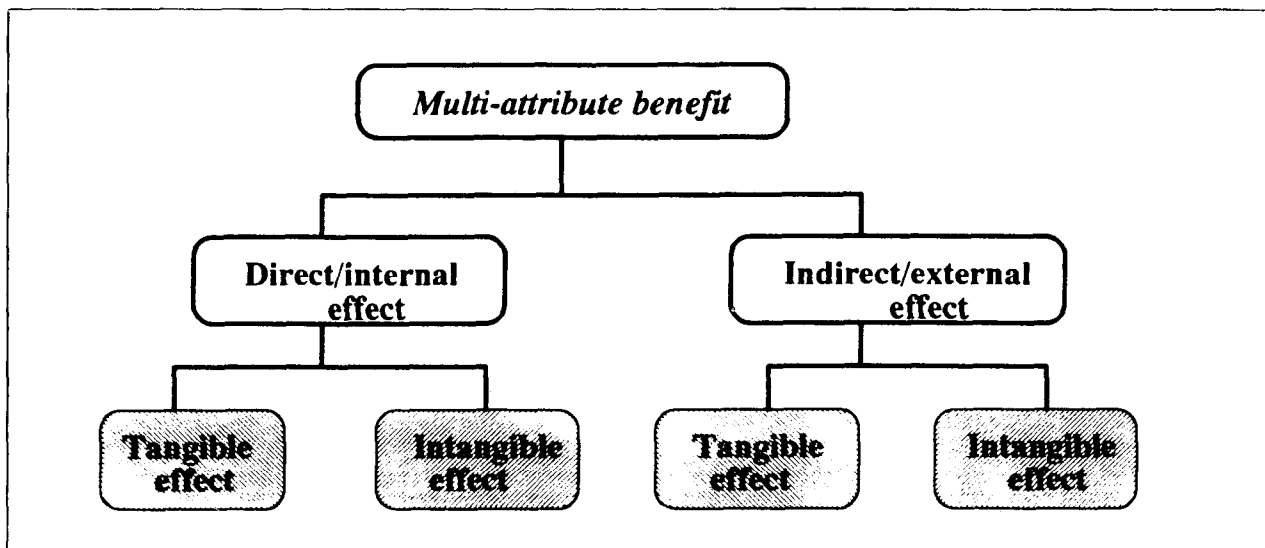 Multi-attribute benefit
Direct/internal
effect
Indirect/external
effect
Tangible
effect
Intangible
effect
Tangible
effect
Intangible
effect